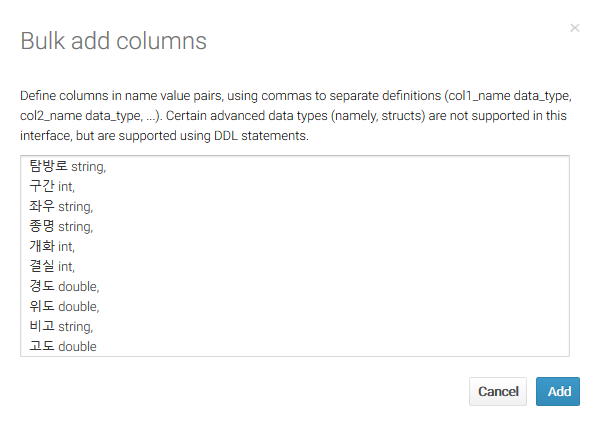 Bulk add columns
×
Define columns in name value pairs, using commas to separate definitions (col1_name data_type,
col2_name data_type, ...). Certain advanced data types (namely, structs) are not supported in this
interface, but are supported using DDL statements.
탐방로 string,
구간 int,
좌우 string,
종명 string,
개화 int,
결실 int,
경도 double,
위도 double,
비고 string,
고도 double
Cancel
Add